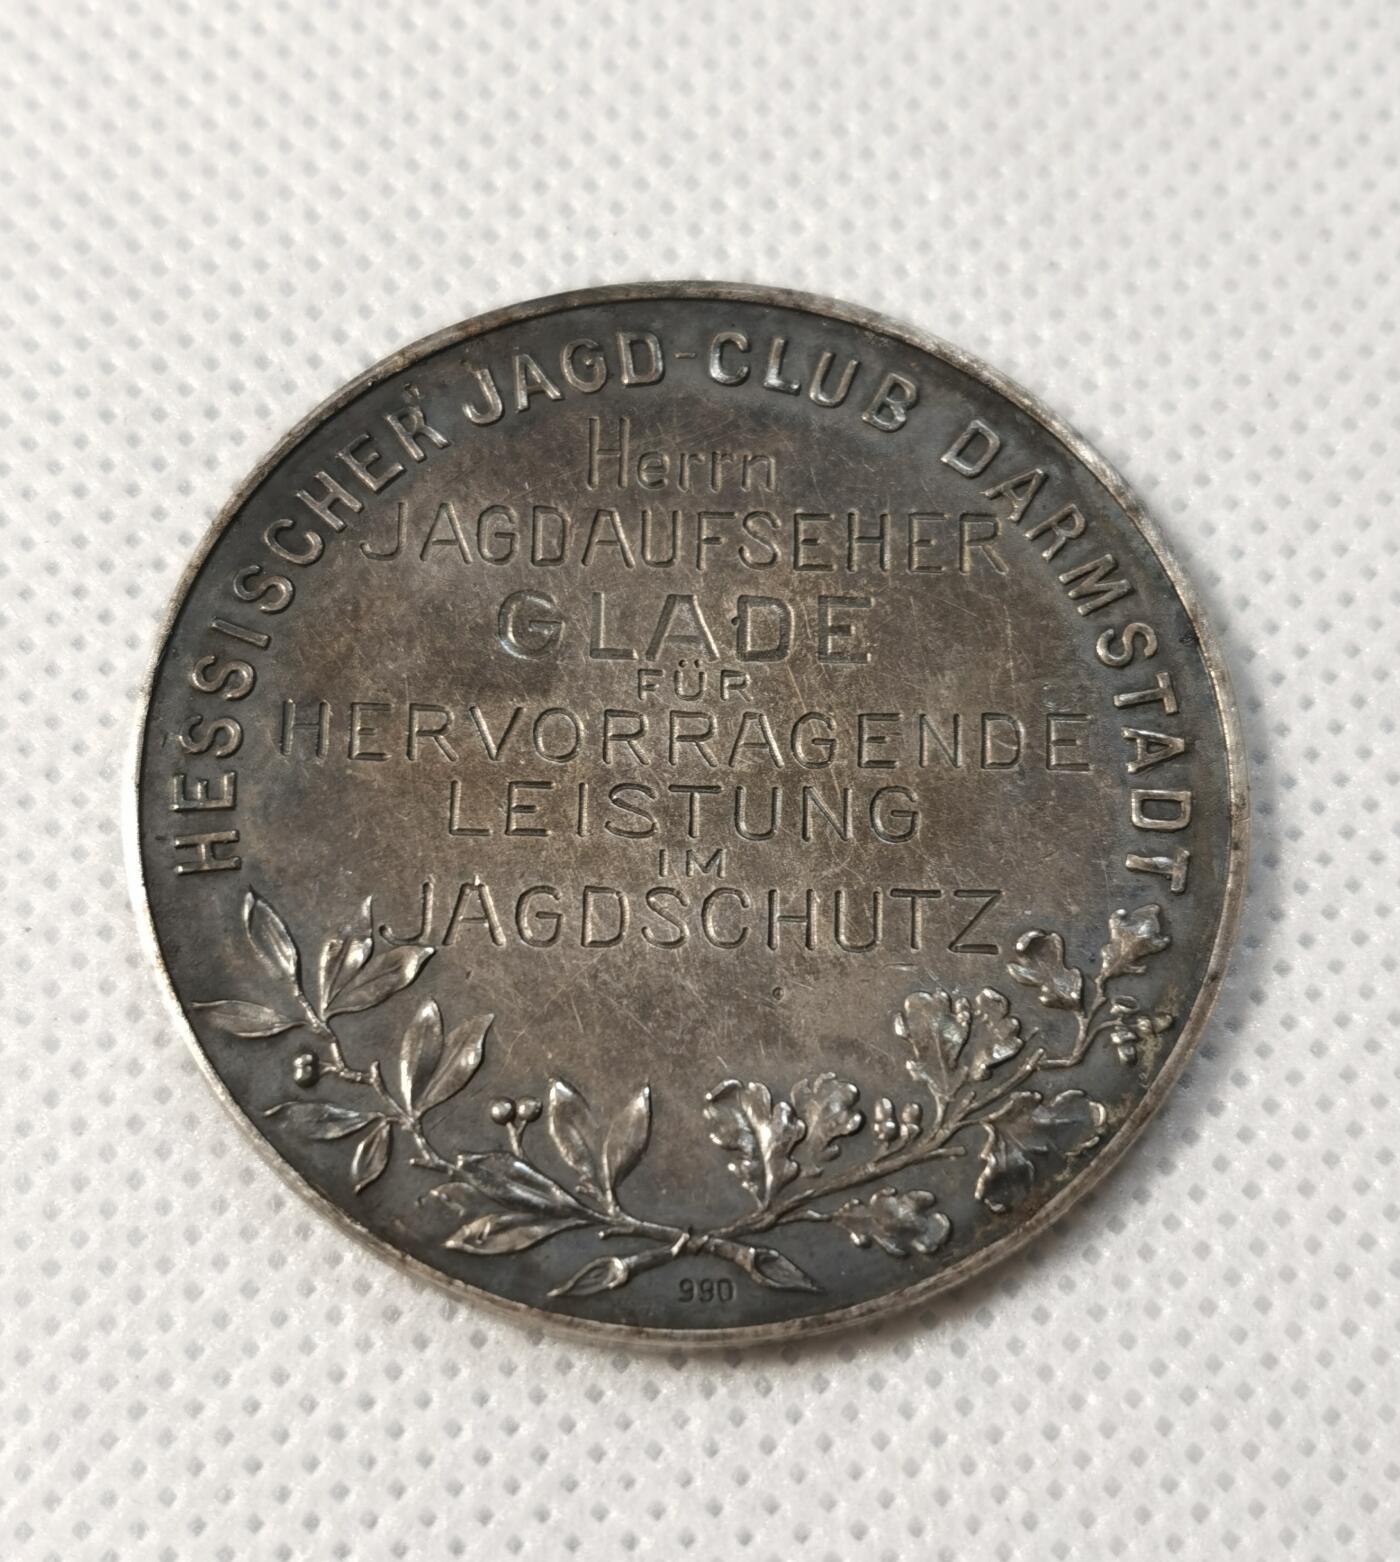 HESSISCHER JAGD-CLUB DARMSTADT
Herrn
JAGDAUFSEHER
GLADE
FÜR
HERVORRAGENDE
LEISTUNG
IM
JAGDSCHUTZ
990